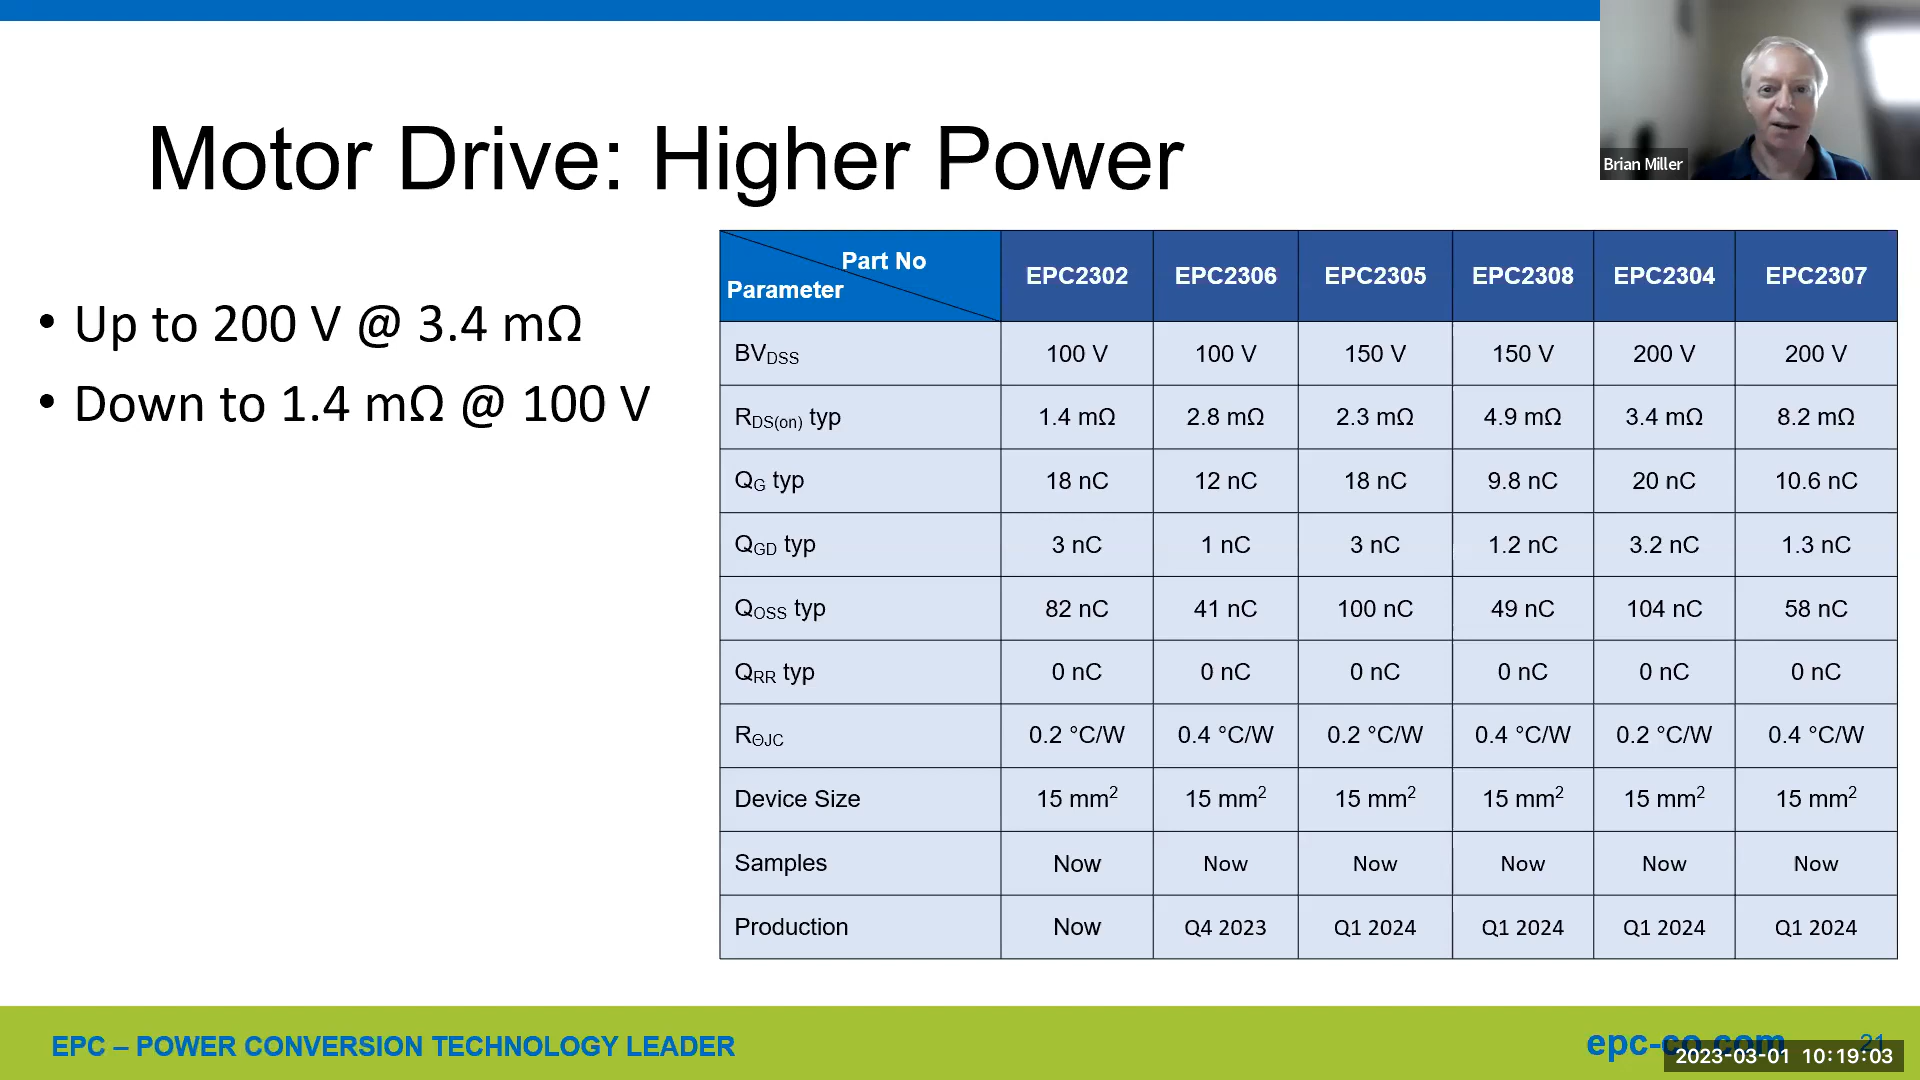 Brian Miller
Motor Drive: Higher Power
• Up to 200 V @ 3.4 mΩ
• Down to 1.4 mΩ @ 100 V
Part No
Parameter
EPC2302 EPC2306 EPC2305 EPC2308 EPC2304 EPC2307
BVDSS 100 V 100 V 150 V 150 V 200 V 200 V
RDS(on) typ 1.4 mΩ 2.8 mΩ 2.3 mΩ 4.9 mΩ 3.4 mΩ 8.2 mΩ
QG typ 18 nC 12 nC 18 nC 9.8 nC 20 nC 10.6 nC
QGD typ 3 nC 1 nC 3 nC 1.2 nC 3.2 nC 1.3 nC
QOSS typ 82 nC 41 nC 100 nC 49 nC 104 nC 58 nC
QRR typ 0 nC 0 nC 0 nC 0 nC 0 nC 0 nC
RΘJC 0.2 °C/W 0.4 °C/W 0.2 °C/W 0.4 °C/W 0.2 °C/W 0.4 °C/W
Device Size 15 mm² 15 mm² 15 mm² 15 mm² 15 mm² 15 mm²
Samples Now Now Now Now Now Now
Production Now Q4 2023 Q1 2024 Q1 2024 Q1 2024 Q1 2024
EPC – POWER CONVERSION TECHNOLOGY LEADER
epc-co.com 21
2023-03-01 10:19:03